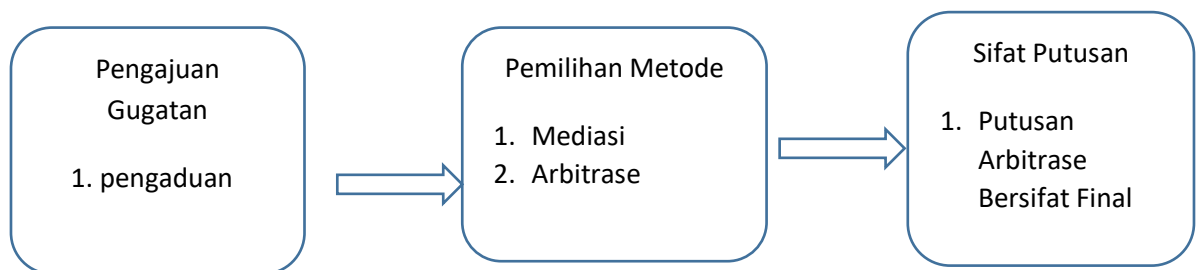 Pengajuan
Gugatan
1. pengaduan
Pemilihan Metode
1. Mediasi
2. Arbitrase
Sifat Putusan
1. Putusan
Arbitrase
Bersifat Final